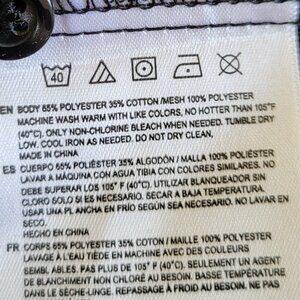 40
EN BODY 65% POLYESTER 35% COTTON /MESH 100% POLYESTER
MACHINE WASH WARM WITH LIKE COLORS, NO HOTTER THAN 105°F
(40°C). ONLY NON-CHLORINE BLEACH WHEN NEEDED. TUMBLE DRY
LOW. COOL IRON AS NEEDED. DO NOT DRY CLEAN.
MADE IN CHINA
ES CUERPO 65% POLIÉSTER 35% ALGODÓN / MALLA 100% POLIÉSTER
LAVAR A MÁQUINA CON AGUA TIBIA CON COLORES SIMILARES. NO
DEBE SUPERAR LOS 105° F (40°C). UTILIZAR BLANQUEADOR SIN
CLORO SOLO SI ES NECESARIO. SECAR A BAJA TEMPERATURA.
USAR UNA PLANCHA EN FRÍO SEGÚN SEA NECESARIO. NO LAVAR
EN SECO.
HECHO EN CHINA
FR CORPS 65% POLYESTER 35% COTON / MAILLE 100% POLYESTER
LAVAGE À L'EAU TIÈDE EN MACHINE AVEC DES COULEURS
SEMBLABLES. PAS PLUS DE 105° F (40°C). SEULEMENT UN AGENT
DE BLANCHIMENT NON CHLORÉ AU BESOIN. BASSE TEMPÉRATURE
DANS LE SÈCHE-LINGE. REPASSAGE À FROID AU BESOIN. NE PAS